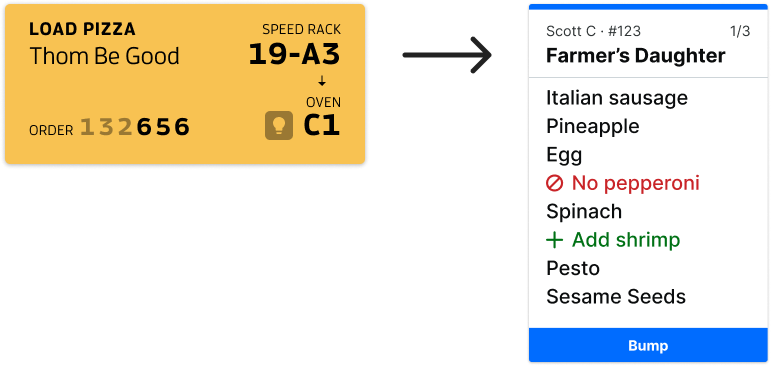 LOAD PIZZA
Thom Be Good
SPEED RACK
19-A3
↓
OVEN
C1
ORDER 132656
Scott C · #123 1/3
Farmer’s Daughter
Italian sausage
Pineapple
Egg
No pepperoni
Spinach
+ Add shrimp
Pesto
Sesame Seeds
Bump